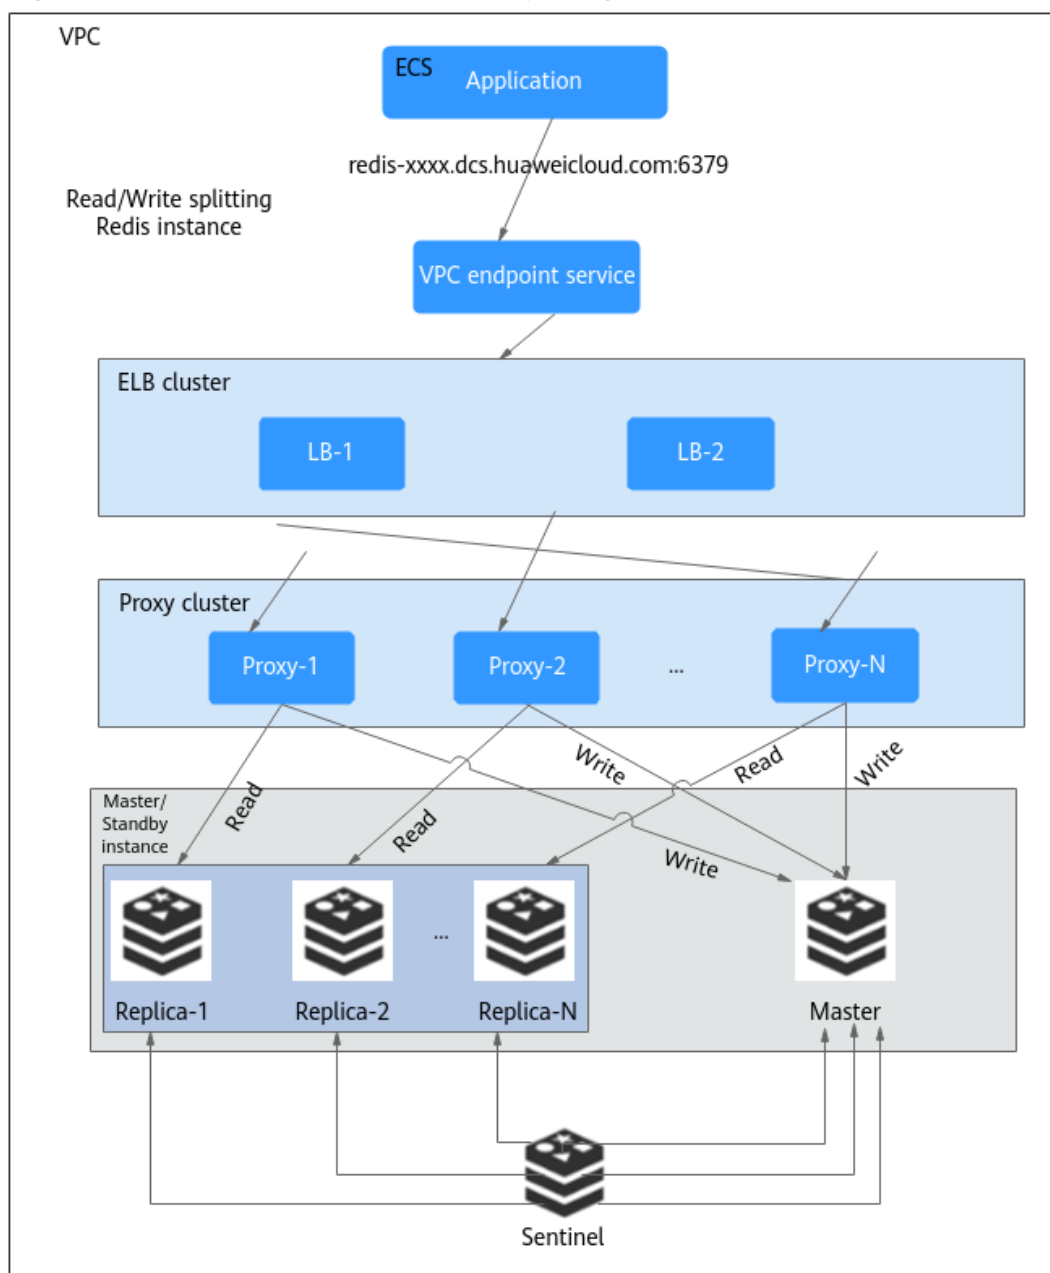 VPC
ECS
Application
redis-xxxx.dcs.huaweicloud.com:6379
Read/Write splitting
Redis instance
VPC endpoint service
ELB cluster
LB-1
LB-2
Proxy cluster
Proxy-1
Proxy-2
...
Proxy-N
Write
Read
Write
Master/
Standby
instance
Read
Read
Write
...
Replica-1
Replica-2
Replica-N
Master
Sentinel